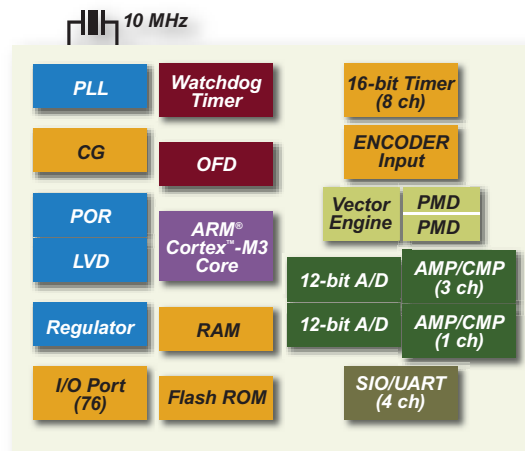 10 MHz
PLL
Watchdog
Timer
16-bit Timer
(8 ch)
CG
OFD
ENCODER
Input
POR
LVD
ARM®
Cortex™-M3
Core
Vector
Engine
PMD
PMD
12-bit A/D
AMP/CMP
(3 ch)
Regulator
RAM
12-bit A/D
AMP/CMP
(1 ch)
I/O Port
(76)
Flash ROM
SIO/UART
(4 ch)